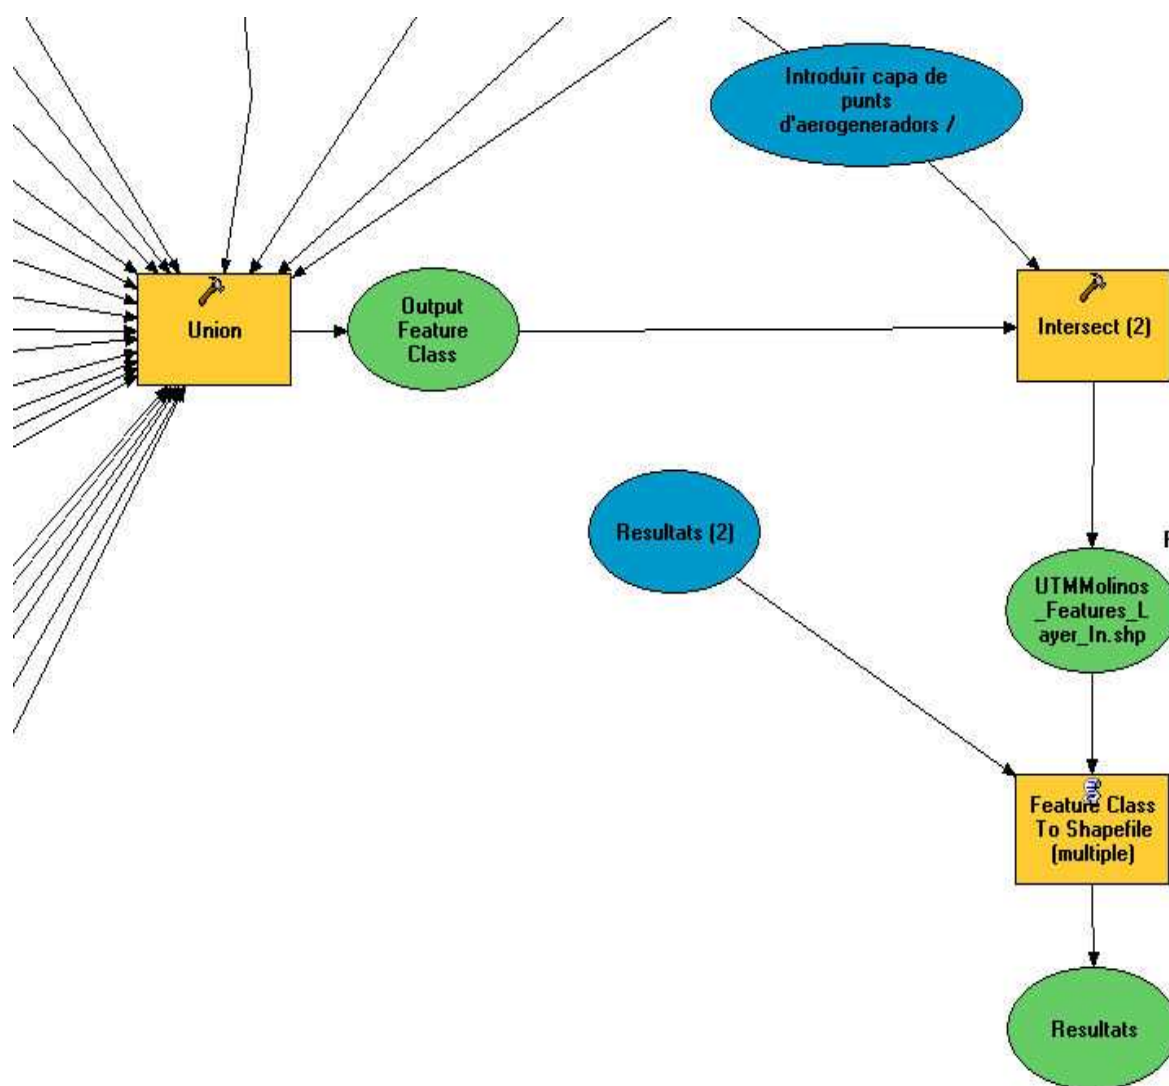 Introduïr capa de
punts
d'aerogeneradors /
Union
Output
Feature
Class
Intersect (2)
Resultats (2)
UTMMolinos
_Features_L
ayer_In.shp
Feature Class
To Shapefile
(multiple)
Resultats